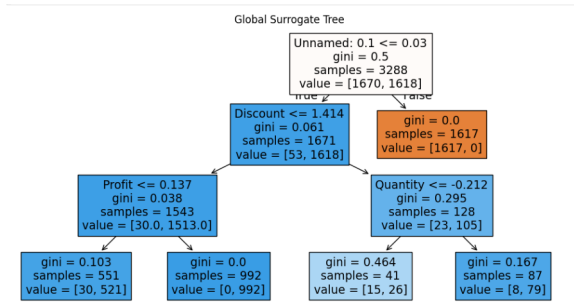 Global Surrogate Tree
Unnamed: 0.1 <= 0.03
gini = 0.5
samples = 3288
value = [1670, 1618]
True
False
Discount <= 1.414
gini = 0.061
samples = 1671
value = [53, 1618]
gini = 0.0
samples = 1617
value = [1617, 0]
Profit <= 0.137
gini = 0.038
samples = 1543
value = [30.0, 1513.0]
Quantity <= -0.212
gini = 0.295
samples = 128
value = [23, 105]
gini = 0.103
samples = 551
value = [30, 521]
gini = 0.0
samples = 992
value = [0, 992]
gini = 0.464
samples = 41
value = [15, 26]
gini = 0.167
samples = 87
value = [8, 79]